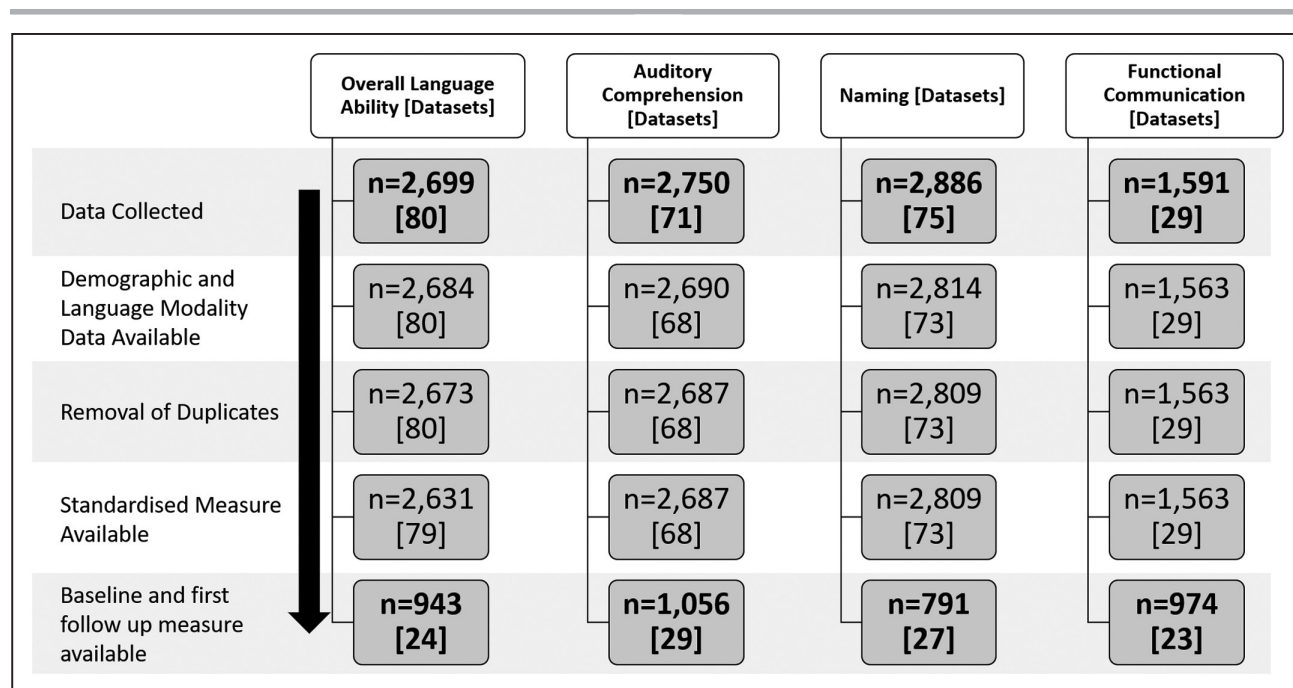 Overall Language
Ability [Datasets]
Auditory
Comprehension
[Datasets]
Naming [Datasets]
Functional
Communication
[Datasets]
Data Collected
n=2,699
[80]
n=2,750
[71]
n=2,886
[75]
n=1,591
[29]
Demographic and
Language Modality
Data Available
n=2,684
[80]
n=2,690
[68]
n=2,814
[73]
n=1,563
[29]
Removal of Duplicates
n=2,673
[80]
n=2,687
[68]
n=2,809
[73]
n=1,563
[29]
Standardised Measure
Available
n=2,631
[79]
n=2,687
[68]
n=2,809
[73]
n=1,563
[29]
Baseline and first
follow up measure
available
n=943
[24]
n=1,056
[29]
n=791
[27]
n=974
[23]